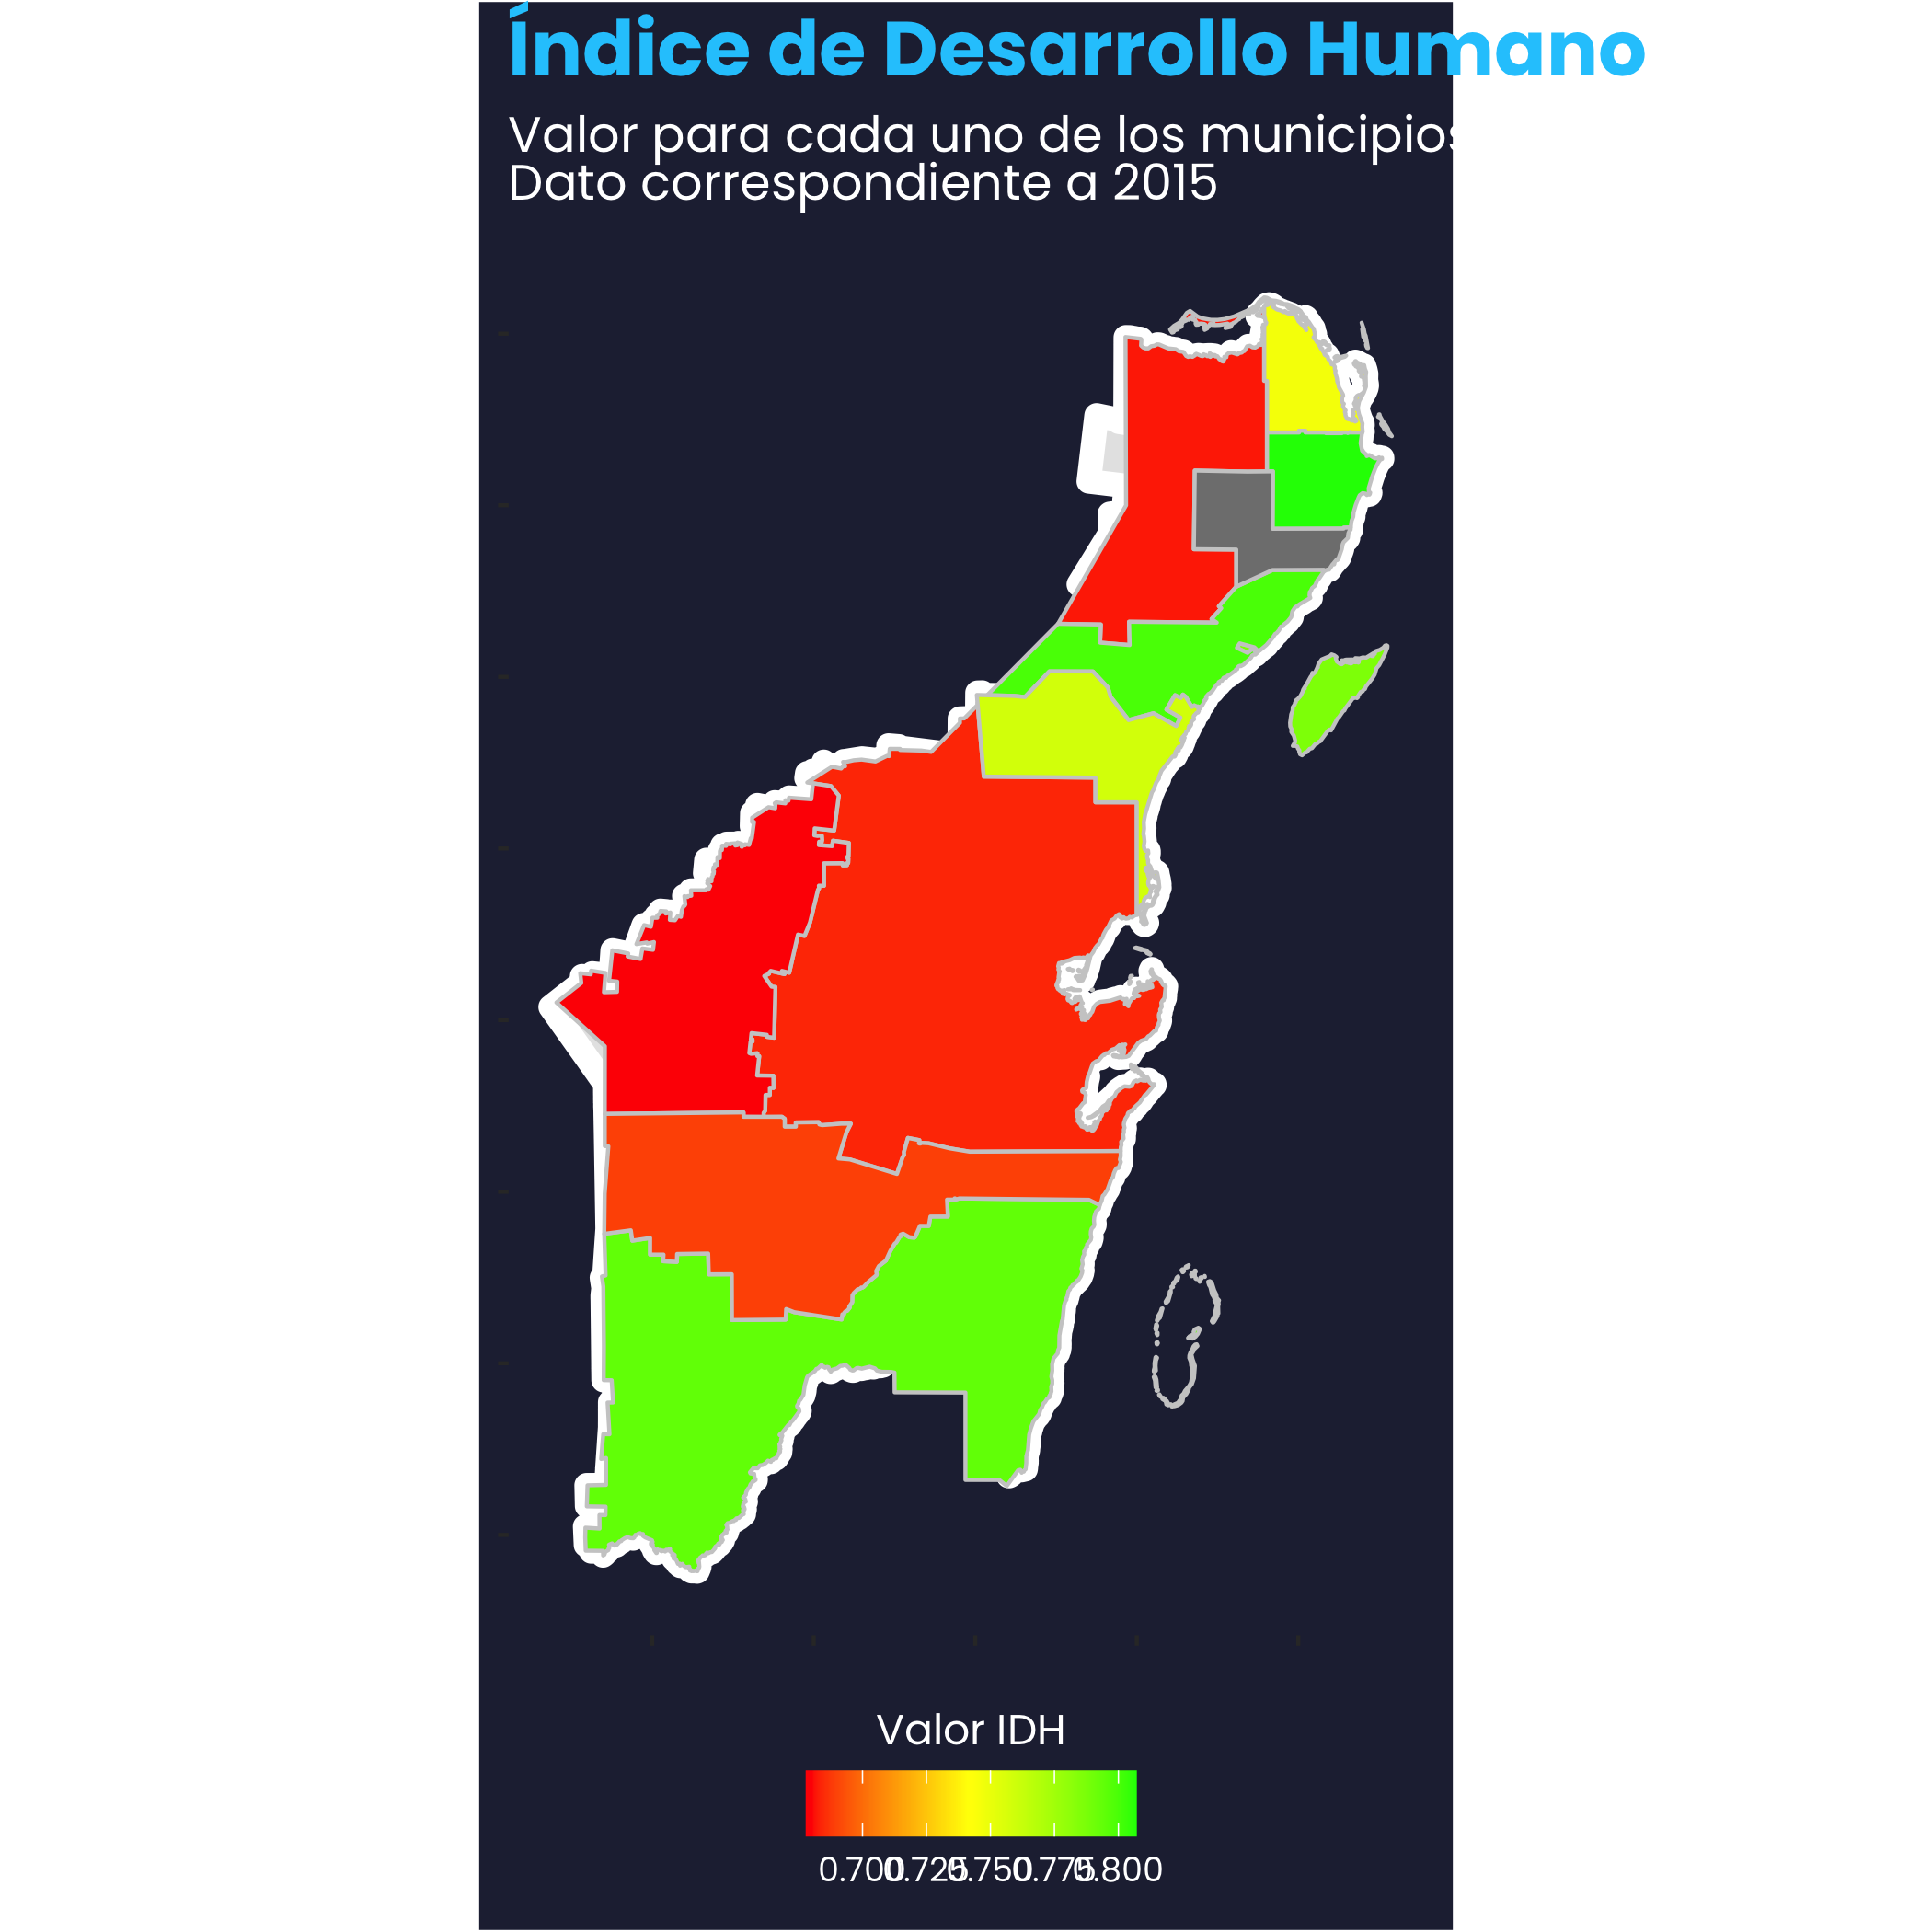 Índice de Desarrollo Humano
Valor para cada uno de los municipios
Dato correspondiente a 2015
Valor IDH
0.700 0.725 0.750 0.775 0.800